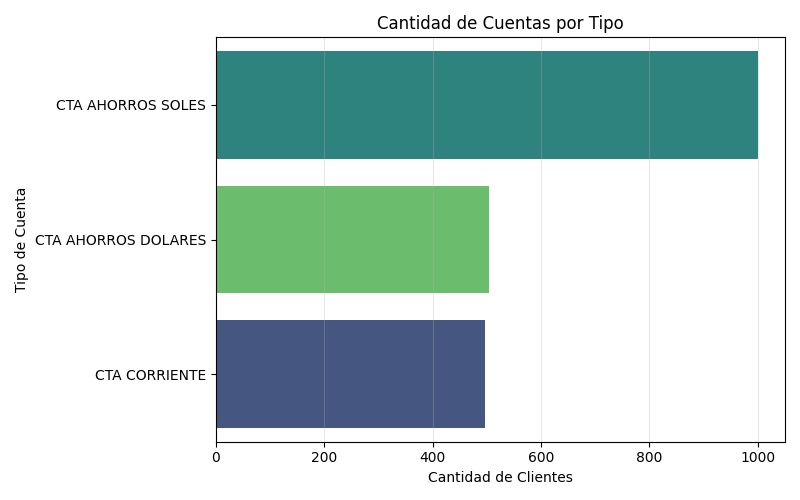 Cantidad de Cuentas por Tipo
Tipo de Cuenta
CTA AHORROS SOLES
CTA AHORROS DOLARES
CTA CORRIENTE
0 200 400 600 800 1000
Cantidad de Clientes